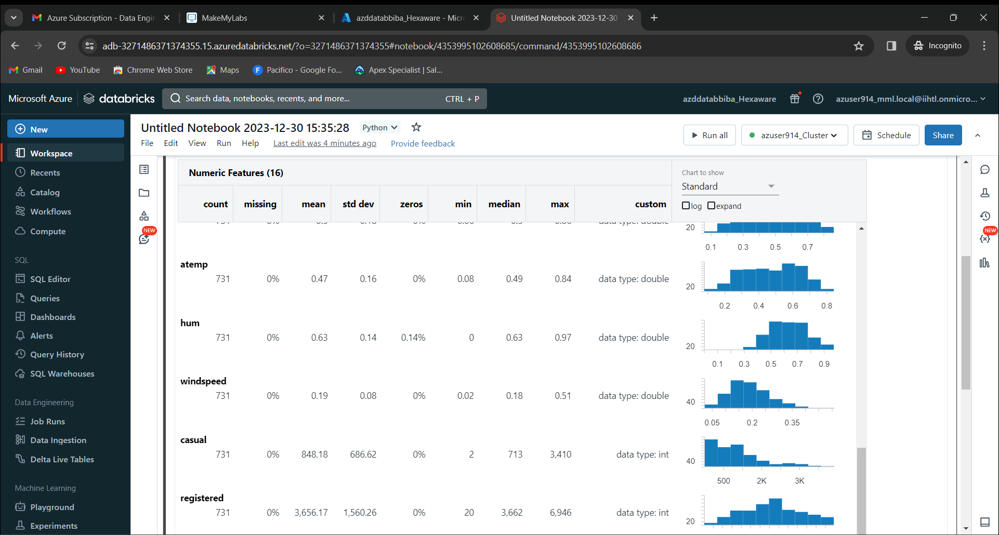 Azure Subscription - Data Engin
MakeMyLabs
azddatabbiba_Hexaware - Micr
Untitled Notebook 2023-12-30
adb-3271486371374355.15.azuredatabricks.net/?o=3271486371374355#notebook/4353995102608685/command/4353995102608686
Incognito
Gmail
YouTube
Chrome Web Store
Maps
Pacifico - Google Fo...
Apex Specialist | Sal...
Microsoft Azure
databricks
Search data, notebooks, recents, and more...
CTRL + P
azddatabbiba_Hexaware
azuser914_mml.local@iihtl.onmicro...
New
Workspace
Recents
Catalog
Workflows
Compute
SQL
SQL Editor
Queries
Dashboards
Alerts
Query History
SQL Warehouses
Data Engineering
Job Runs
Data Ingestion
Delta Live Tables
Machine Learning
Playground
Experiments
Untitled Notebook 2023-12-30 15:35:28
Python
File Edit View Run Help Last edit was 4 minutes ago Provide feedback
Run all
azuser914_Cluster
Schedule
Share
NEW
NEW
Numeric Features (16)
Chart to show
Standard
log expand
count missing mean std dev zeros min median max custom
20
0.1 0.3 0.5 0.7
atemp
731 0% 0.47 0.16 0% 0.08 0.49 0.84 data type: double
20
0.2 0.4 0.6 0.8
hum
731 0% 0.63 0.14 0.14% 0 0.63 0.97 data type: double
20
0.1 0.3 0.5 0.7 0.9
windspeed
731 0% 0.19 0.08 0% 0.02 0.18 0.51 data type: double
40
0.05 0.2 0.35
casual
731 0% 848.18 686.62 0% 2 713 3,410 data type: int
40
500 2K 3K
registered
731 0% 3,656.17 1,560.26 0% 20 3,662 6,946 data type: int
20